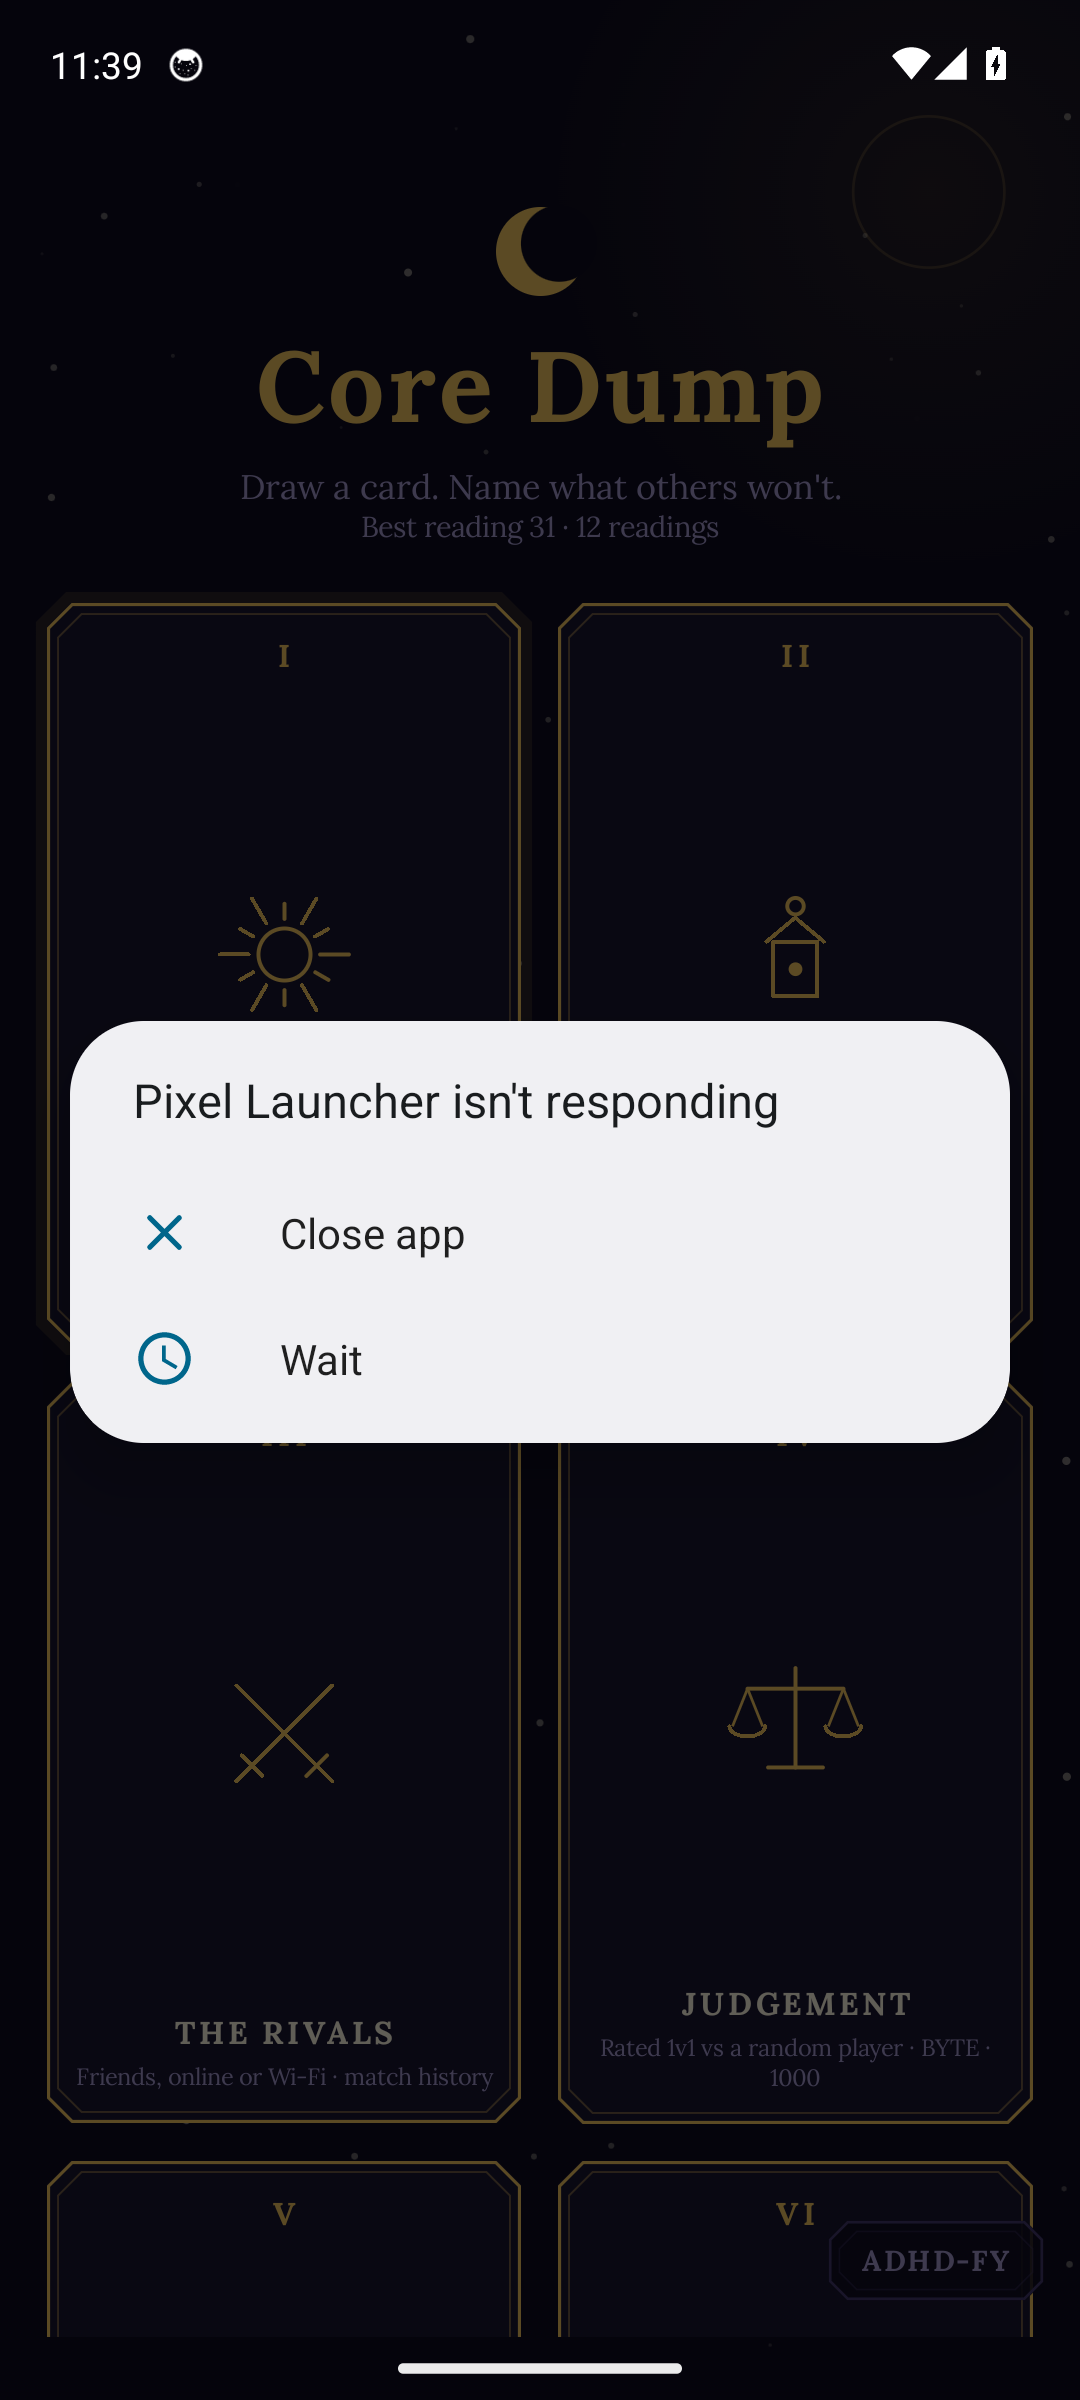 11:39
Core Dump
Draw a card. Name what others won't.
Best reading 31 · 12 readings
I
II
Pixel Launcher isn't responding
Close app
Wait
THE RIVALS
Friends, online or Wi-Fi · match history
JUDGEMENT
Rated 1v1 vs a random player · BYTE ·
1000
V
VI
ADHD-FY